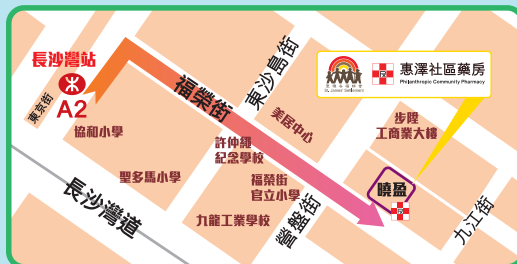 長沙灣站
A2
東京街
協和小學
聖多馬小學
長沙灣道
福榮街
許仲繩
紀念學校
福榮街
官立小學
九龍工業學校
東沙島街
美居中心
營盤街
St. James' Settlement
惠澤社區藥房
Philanthropic Community Pharmacy
步陞
工商業大樓
曉盈
九江街